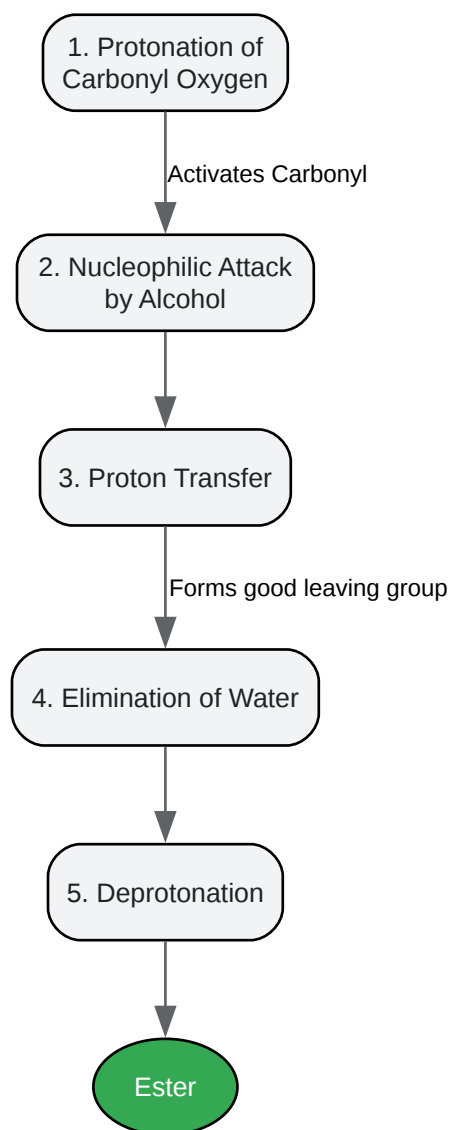 1. Protonation of
Carbonyl Oxygen
Activates Carbonyl
2. Nucleophilic Attack
by Alcohol
3. Proton Transfer
Forms good leaving group
4. Elimination of Water
5. Deprotonation
Ester